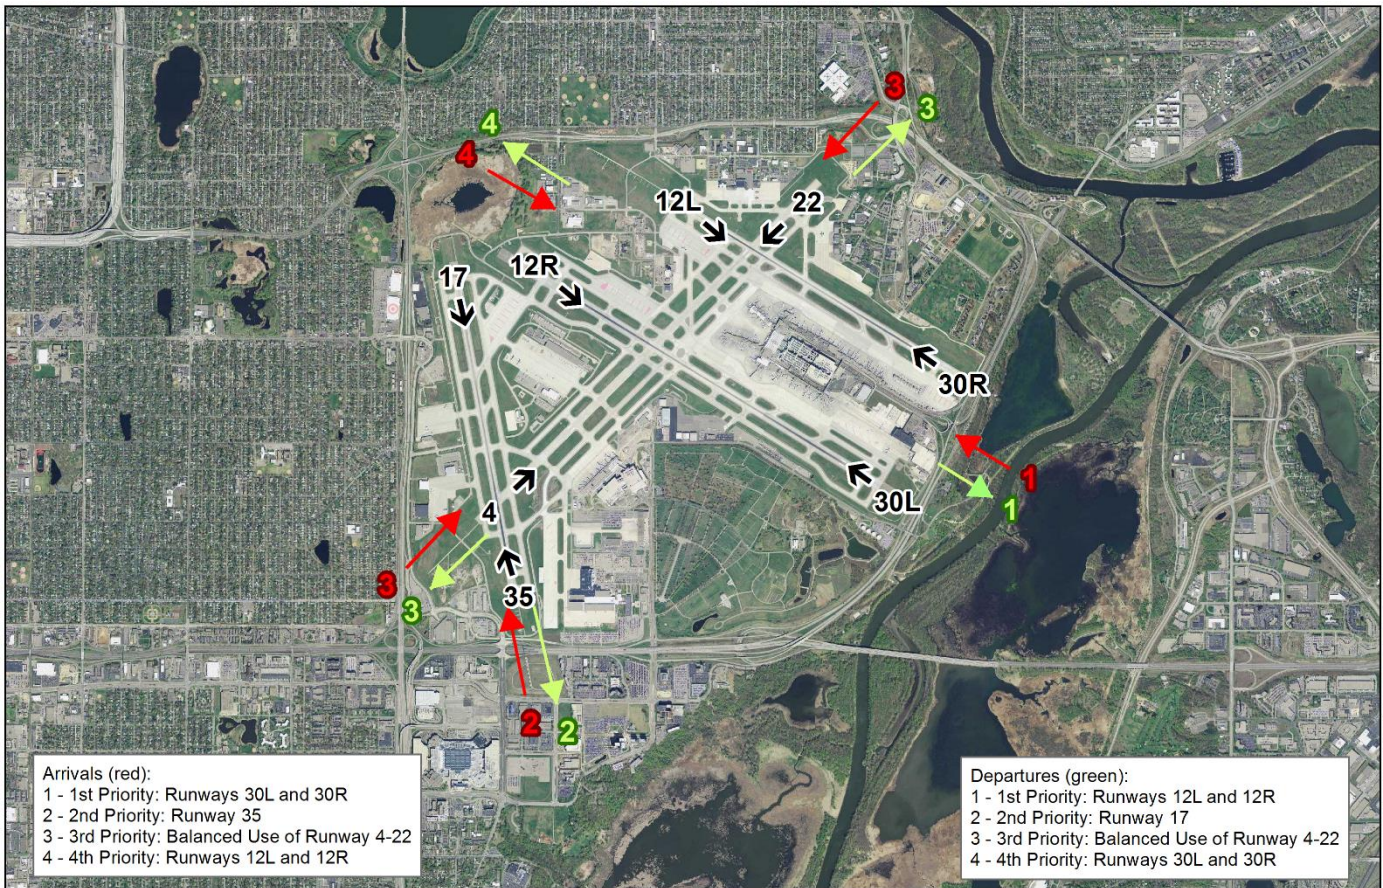 3
3
4
4
12L
22
12R
17
30R
1
1
30L
4
3
3
35
2
2
Arrivals (red):
1 - 1st Priority: Runways 30L and 30R
2 - 2nd Priority: Runway 35
3 - 3rd Priority: Balanced Use of Runway 4-22
4 - 4th Priority: Runways 12L and 12R
Departures (green):
1 - 1st Priority: Runways 12L and 12R
2 - 2nd Priority: Runway 17
3 - 3rd Priority: Balanced Use of Runway 4-22
4 - 4th Priority: Runways 30L and 30R